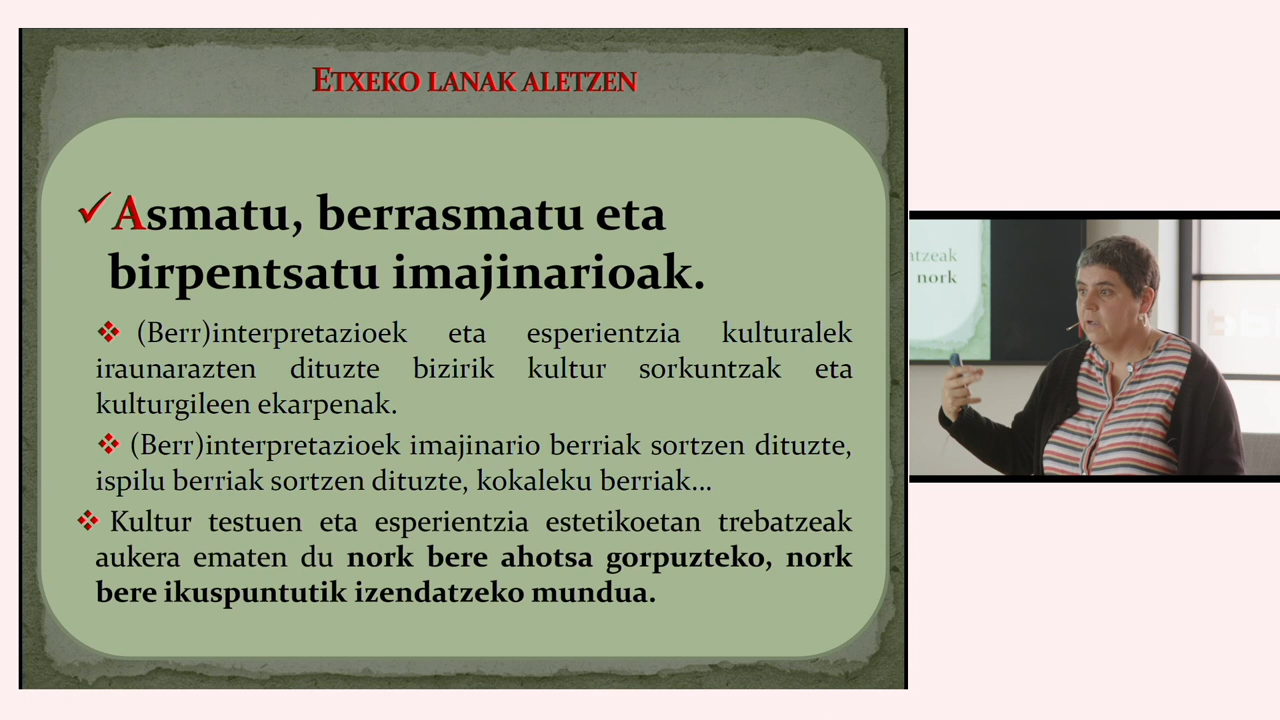 ETXEKO LANAK ALETZEN
Asmatu, berrasmatu eta
birpentsatu imajinarioak.
(Berr)interpretazioek eta esperientzia kulturalek
iraunarazten dituzte bizirik kultur sorkuntzak eta
kulturgileen ekarpenak.
(Berr)interpretazioek imajinario berriak sortzen dituzte,
ispilu berriak sortzen dituzte, kokaleku berriak...
Kultur testuen eta esperientzia estetikoetan trebatzeak
aukera ematen du nork bere ahotsa gorpuzteko, nork
bere ikuspuntutik izendatzeko mundua.
atzeak
nork